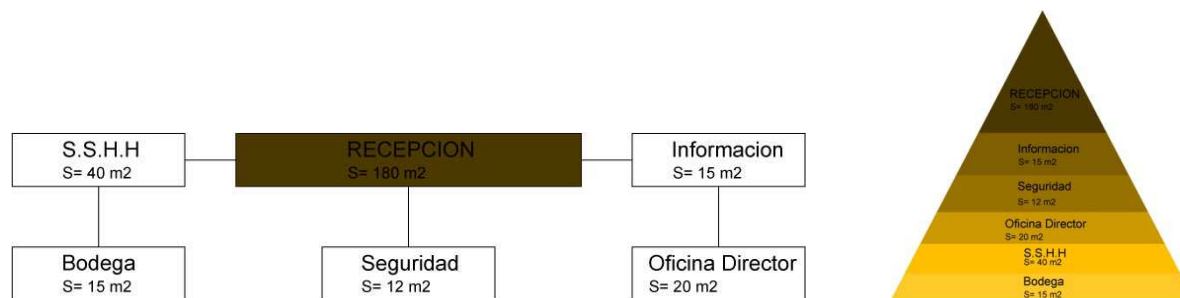 S.S.H.H
S= 40 m2
RECEPCION
S= 180 m2
Informacion
S= 15 m2
Bodega
S= 15 m2
Seguridad
S= 12 m2
Oficina Director
S= 20 m2
RECEPCION
S= 180 m2
Informacion
S= 15 m2
Seguridad
S= 12 m2
Oficina Director
S= 20 m2
S.S.H.H
S= 40 m2
Bodega
S= 15 m2